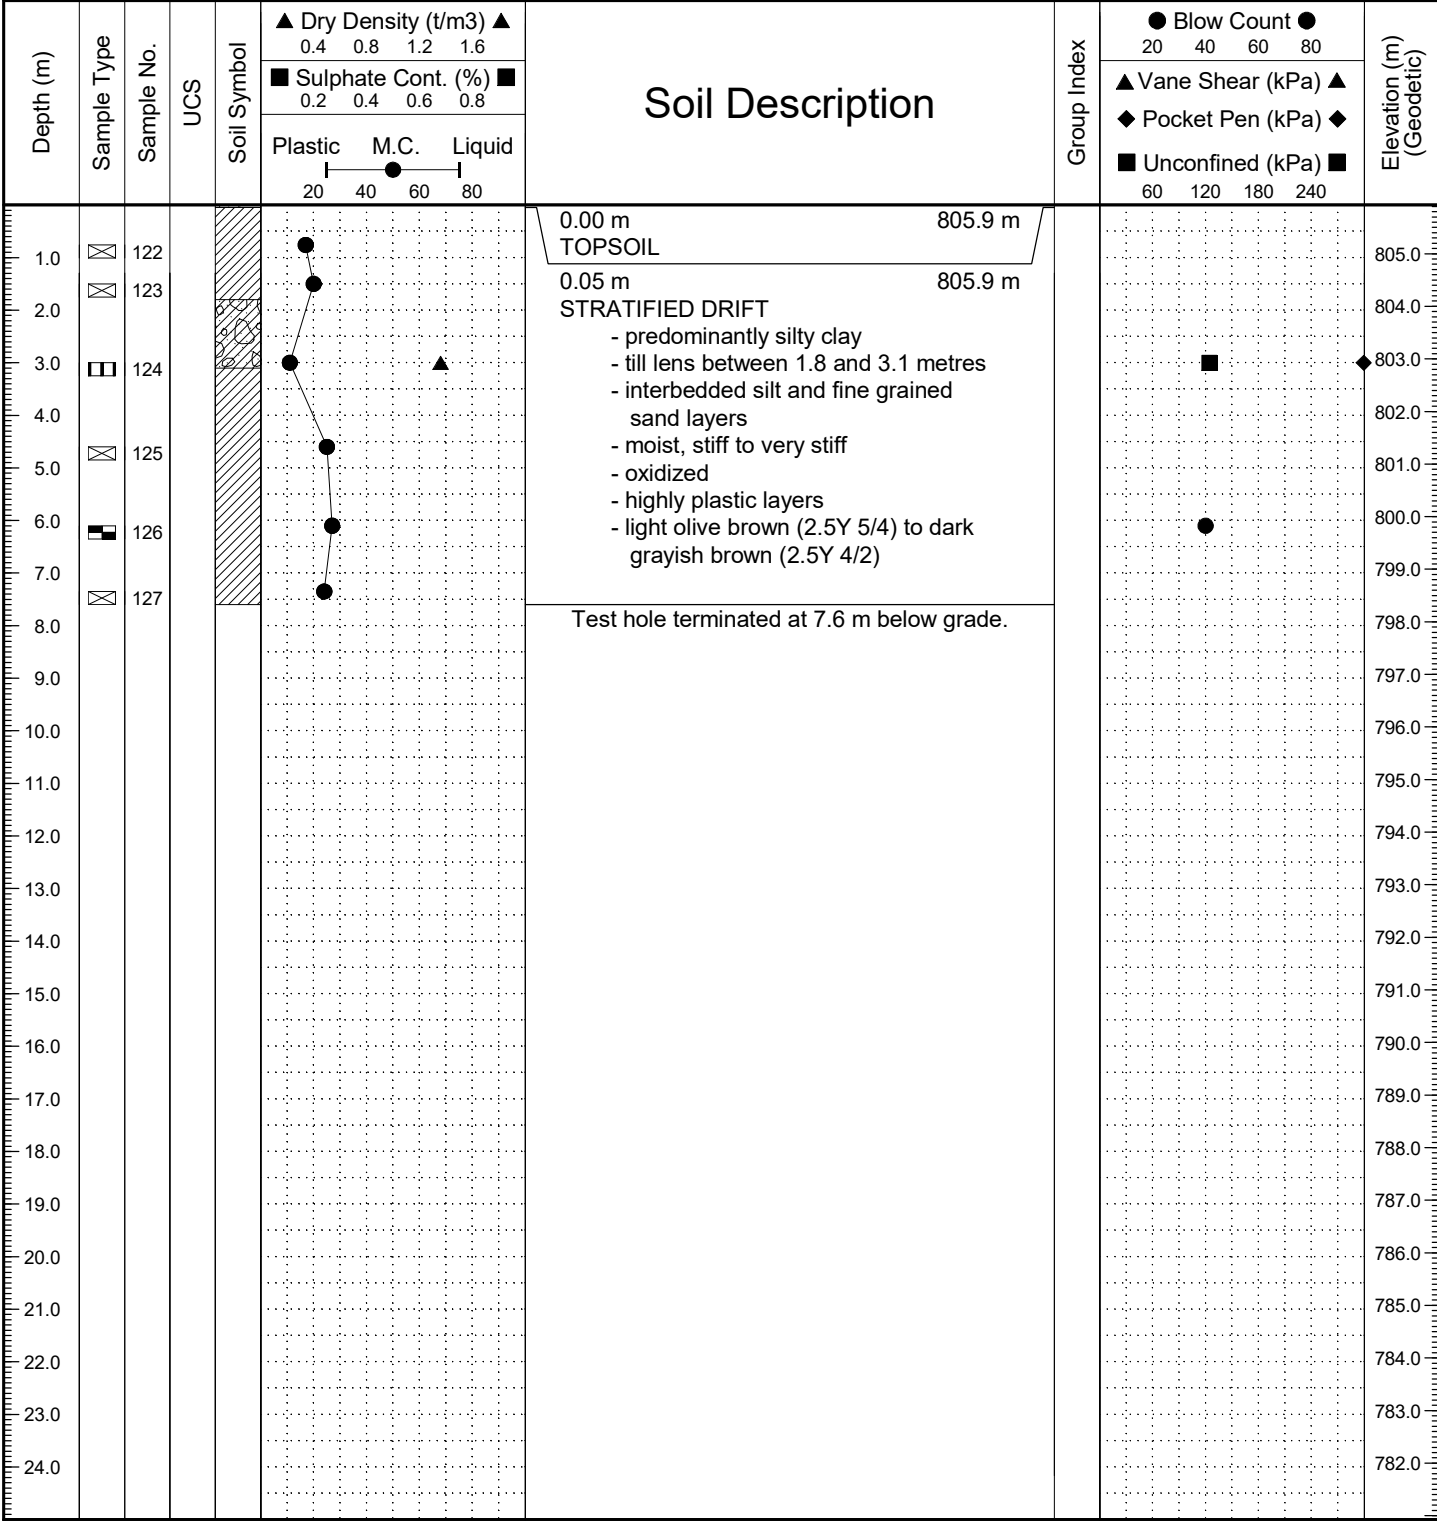 Depth (m)
Sample Type
Sample No.
UCS
Soil Symbol
▲ Dry Density (t/m3) ▲
0.4 0.8 1.2 1.6
■ Sulphate Cont. (%) ■
0.2 0.4 0.6 0.8
Plastic M.C. Liquid
20 40 60 80
Soil Description
Group Index
● Blow Count ●
20 40 60 80
▲ Vane Shear (kPa) ▲
◆ Pocket Pen (kPa) ◆
■ Unconfined (kPa) ■
60 120 180 240
Elevation (m)
(Geodetic)
0.00 m 805.9 m
TOPSOIL
0.05 m 805.9 m
STRATIFIED DRIFT
- predominantly silty clay
- till lens between 1.8 and 3.1 metres
- interbedded silt and fine grained
sand layers
- moist, stiff to very stiff
- oxidized
- highly plastic layers
- light olive brown (2.5Y 5/4) to dark
grayish brown (2.5Y 4/2)
Test hole terminated at 7.6 m below grade.
1.0
2.0
3.0
4.0
5.0
6.0
7.0
8.0
9.0
10.0
11.0
12.0
13.0
14.0
15.0
16.0
17.0
18.0
19.0
20.0
21.0
22.0
23.0
24.0
122
123
124
125
126
127
805.0
804.0
803.0
802.0
801.0
800.0
799.0
798.0
797.0
796.0
795.0
794.0
793.0
792.0
791.0
790.0
789.0
788.0
787.0
786.0
785.0
784.0
783.0
782.0